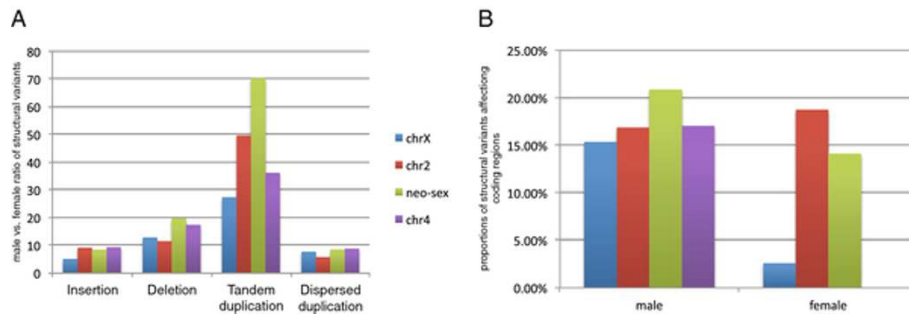 A
male vs. female ratio of structural variants
80
70
60
50
40
30
20
10
0
Insertion
Deletion
Tandem
duplication
Dispersed
duplication
chrX
chr2
neo-sex
chr4
B
proportions of structural variants affectiong
coding regions
25.00%
20.00%
15.00%
10.00%
5.00%
0.00%
male
female